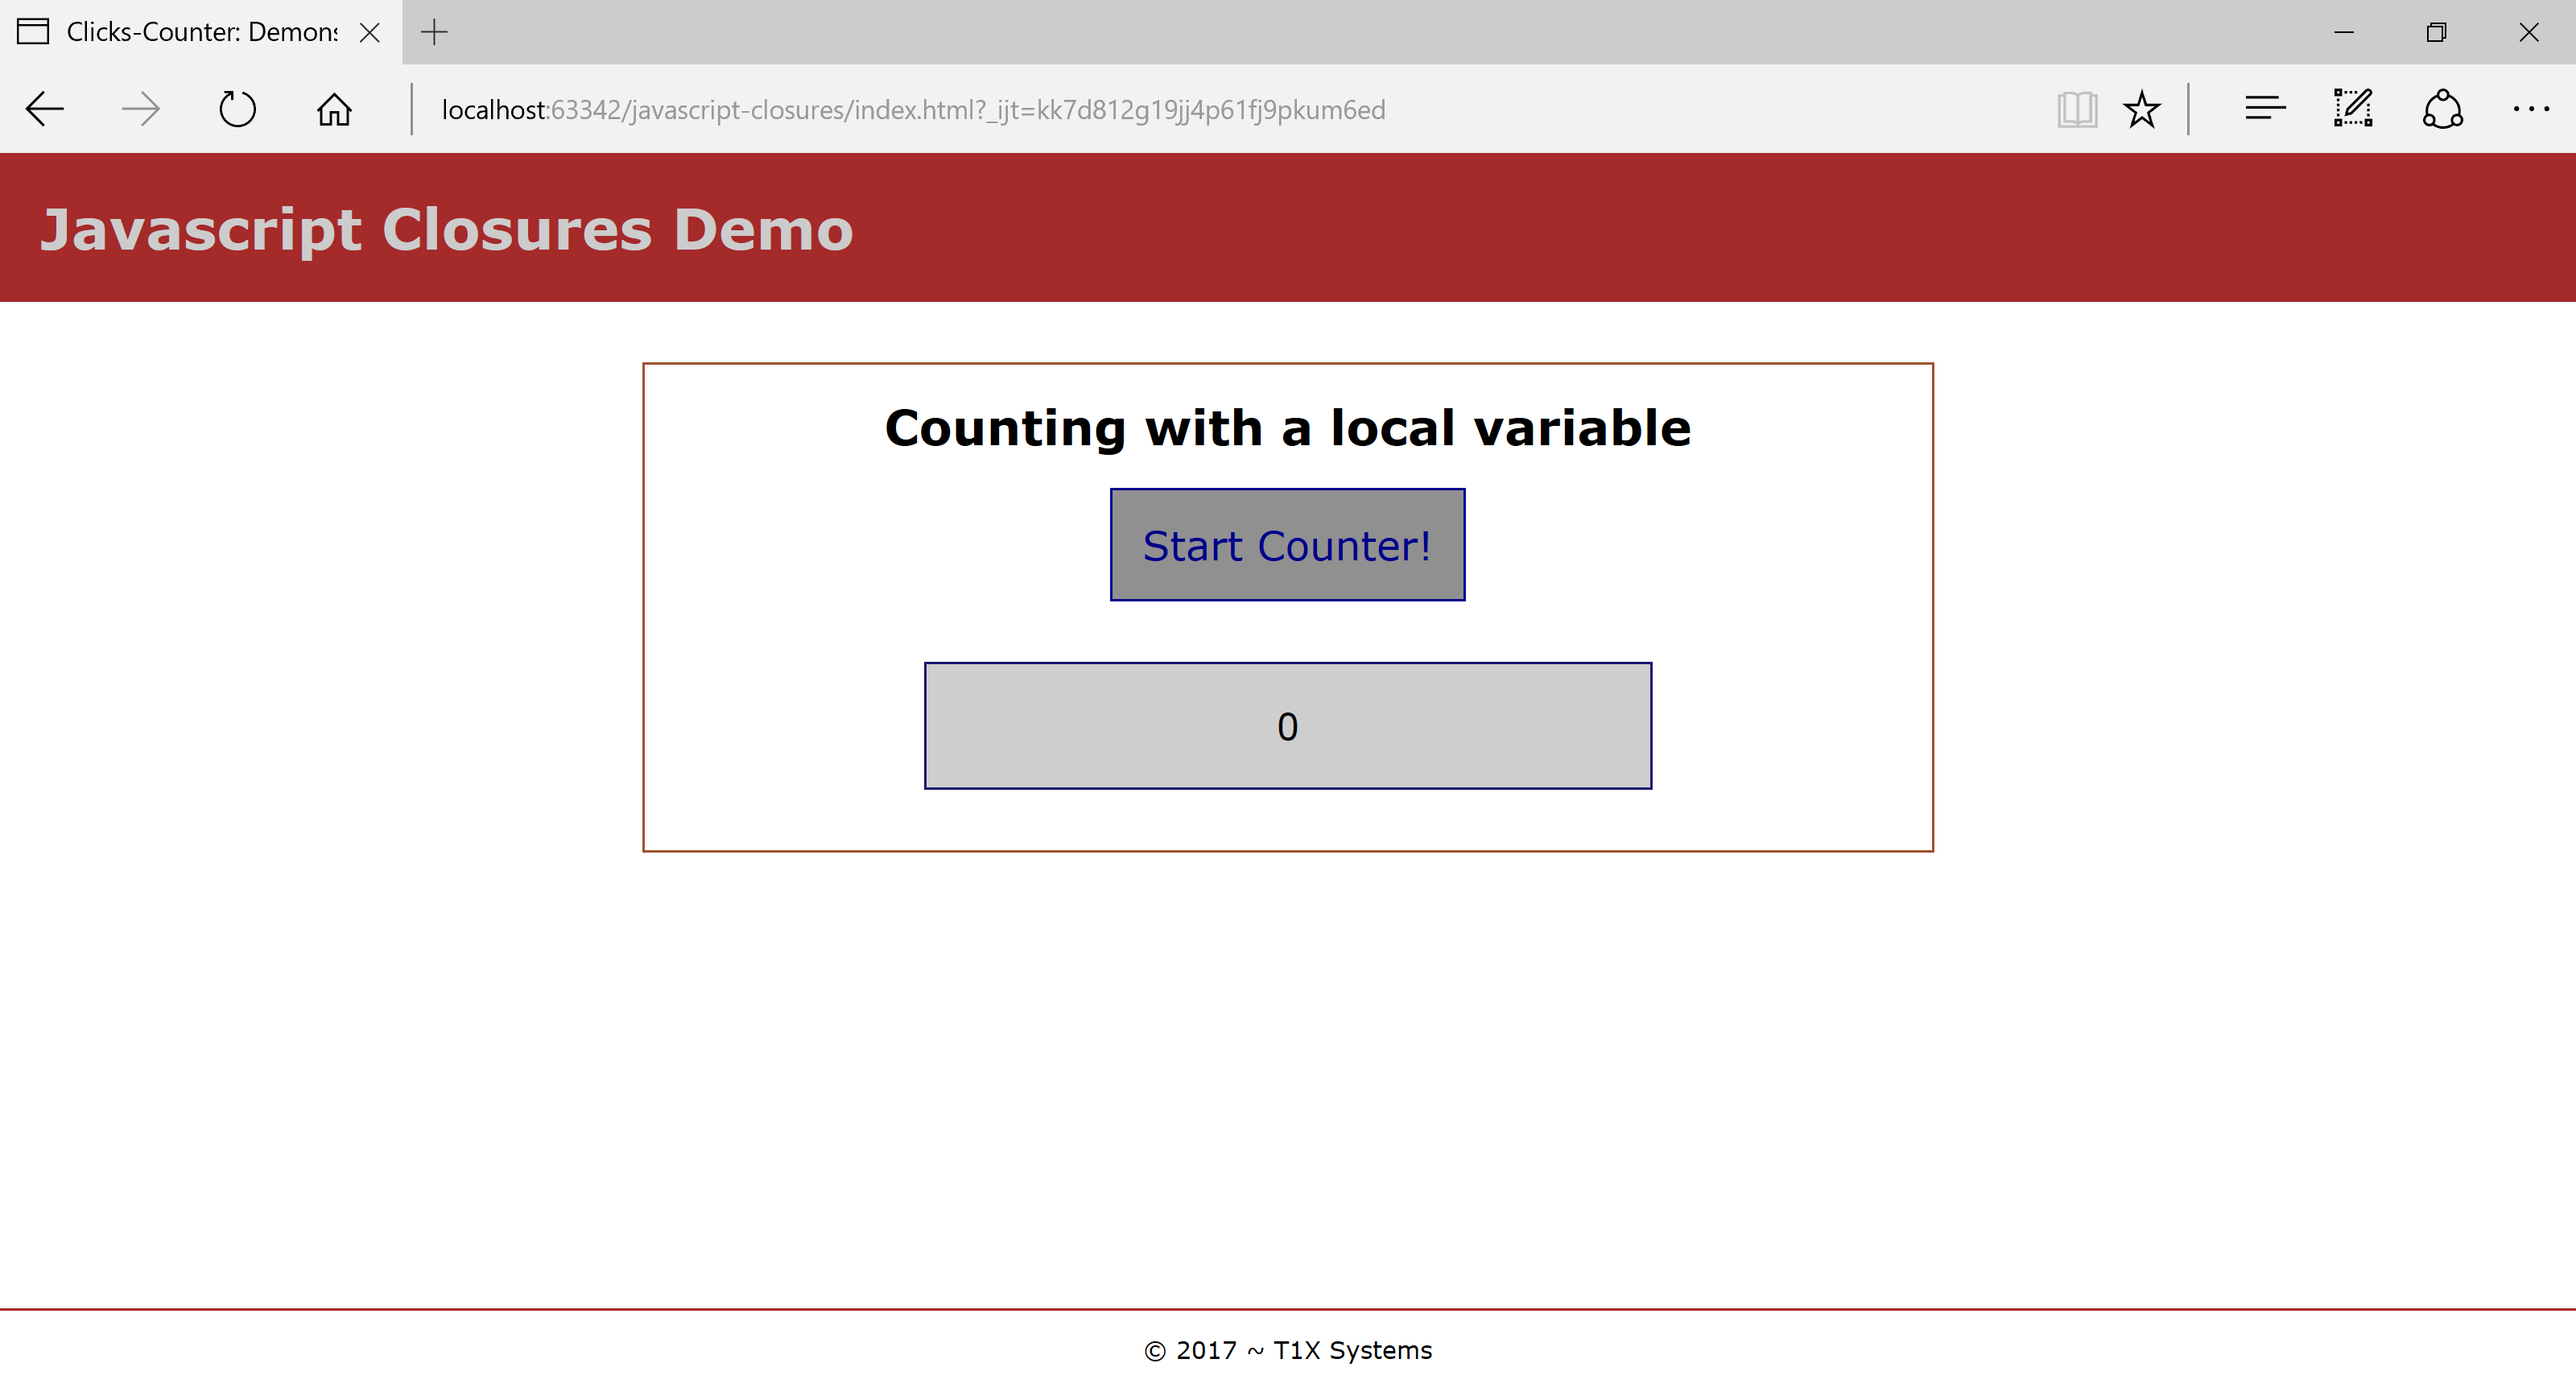 Clicks-Counter: Demons
localhost:63342/javascript-closures/index.html?_ijt=kk7d812g19jj4p61fj9pkum6ed
Javascript Closures Demo
Counting with a local variable
Start Counter!
0
© 2017 ~ T1X Systems